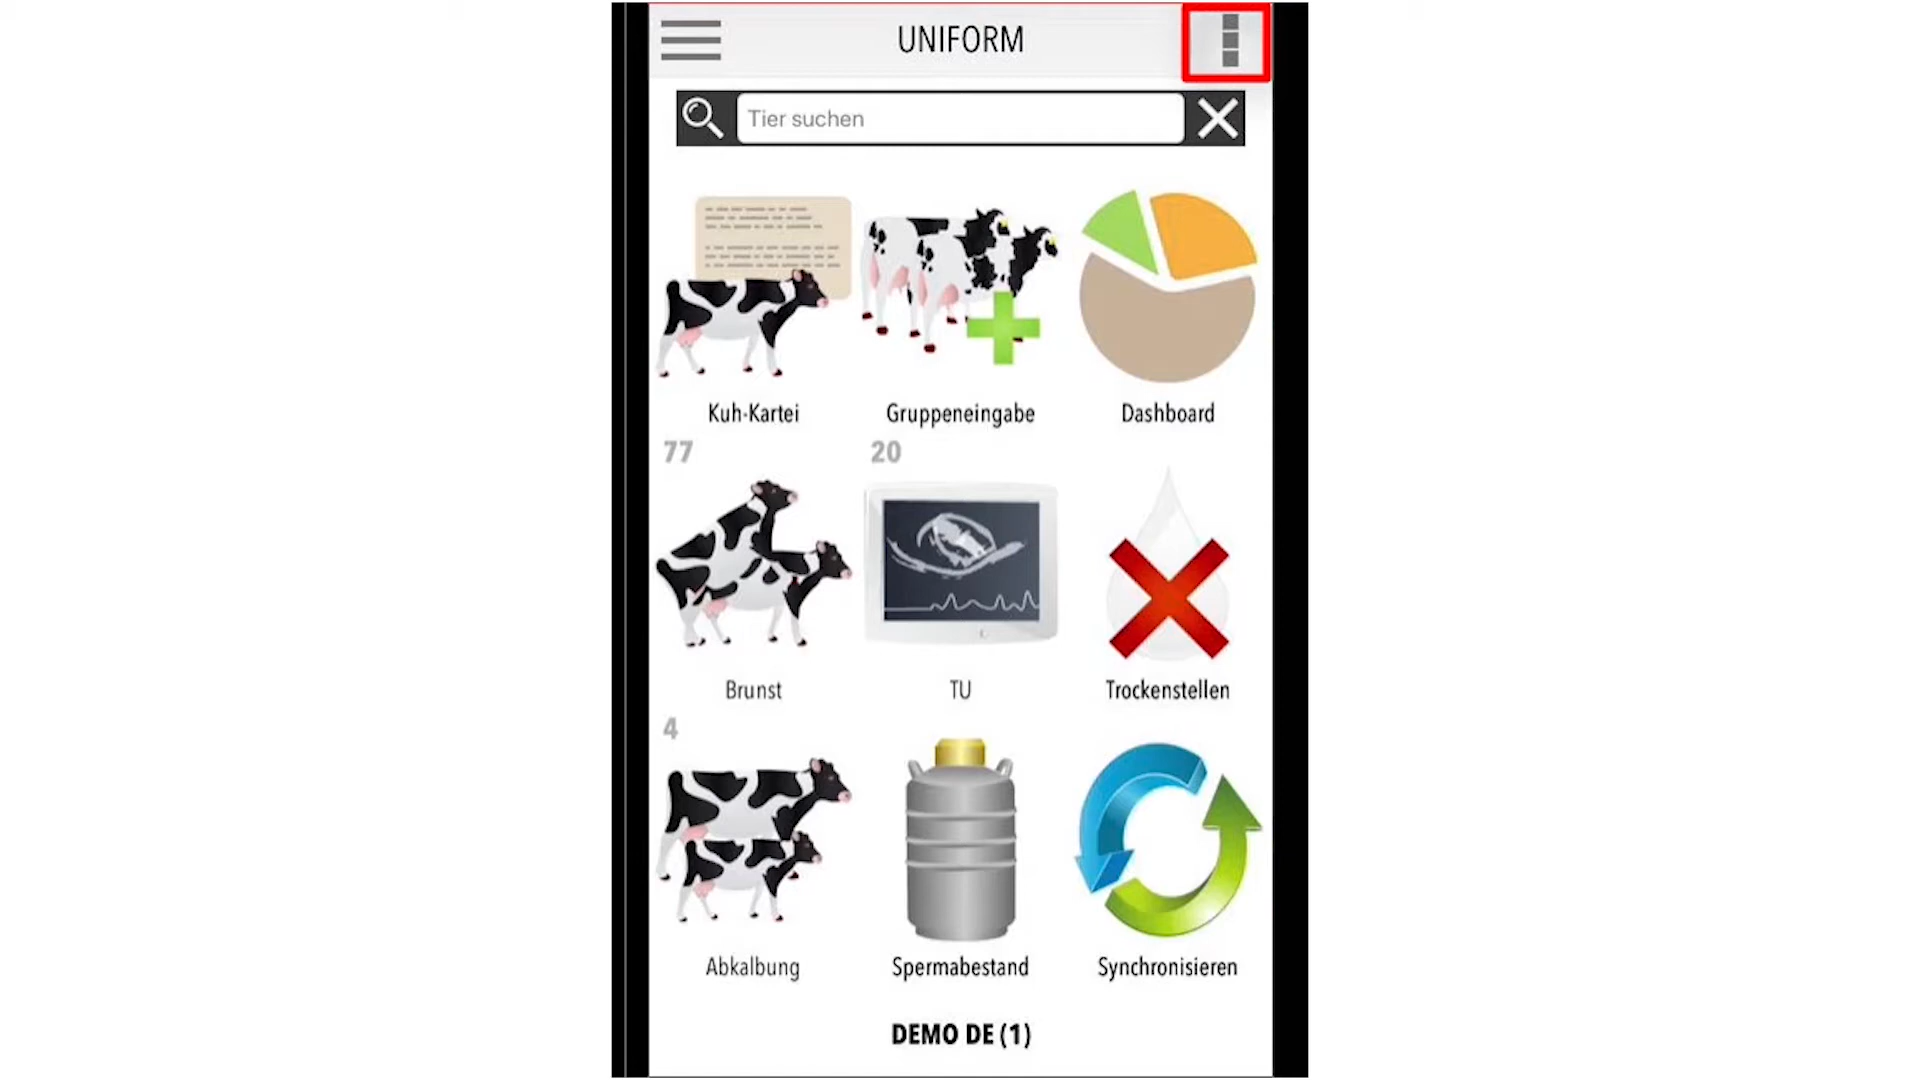 UNIFORM
Tier suchen
Kuh-Kartei
Gruppeneingabe
Dashboard
77
20
Brunst
TU
Trockenstellen
4
Abkalbung
Spermabestand
Synchronisieren
DEMO DE (1)